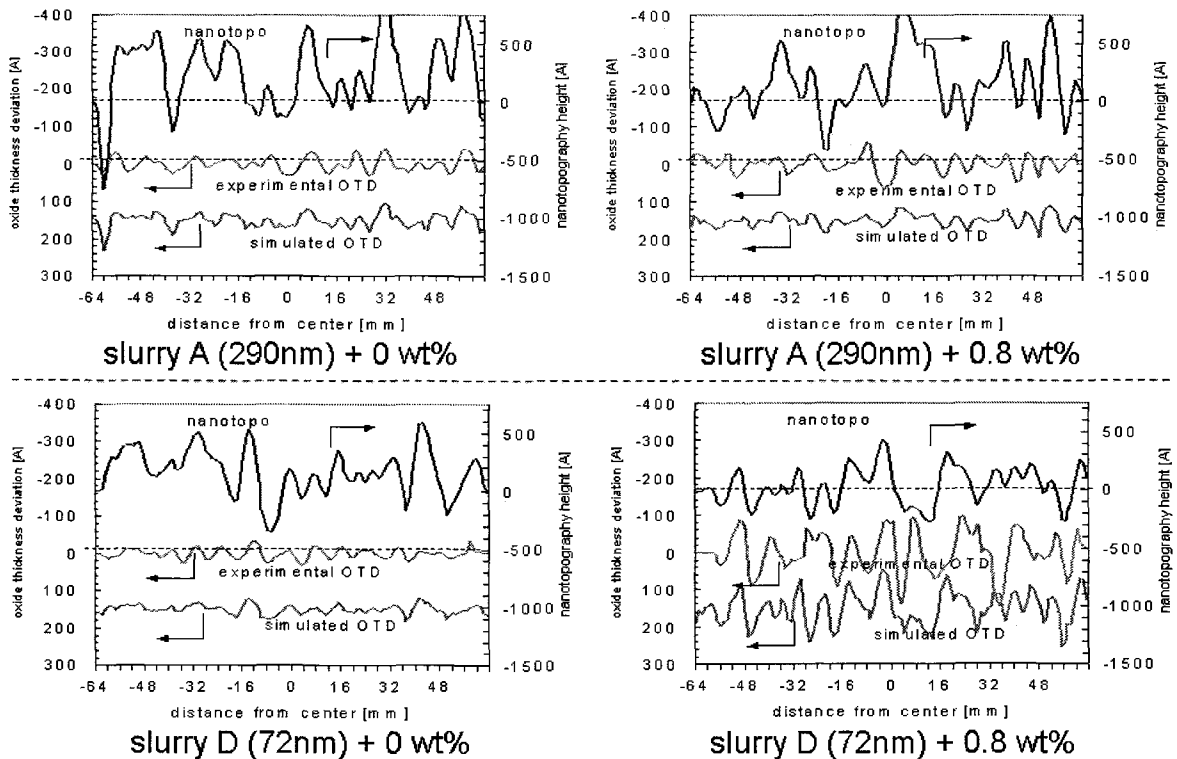 -400
-300
-200
-100
0
100
200
300
oxide thickness deviation [A]
nanotopo
experimental OTD
simulated OTD
500
0
-500
-1000
-1500
nanotopography height [A]
-64 -48 -32 -16 0 16 32 48
distance from center [mm]
slurry A (290nm) + 0 wt%
-400
-300
-200
-100
0
100
200
300
oxide thickness deviation [A]
nanotopo
experimental OTD
simulated OTD
500
0
-500
-1000
-1500
nanotopography height [A]
-64 -48 -32 -16 0 16 32 48
distance from center [mm]
slurry A (290nm) + 0.8 wt%
-400
-300
-200
-100
0
100
200
300
oxide thickness deviation [A]
nanotopo
experimental OTD
simulated OTD
500
0
-500
-1000
-1500
nanotopography height [A]
-64 -48 -32 -16 0 16 32 48
distance from center [mm]
slurry D (72nm) + 0 wt%
-400
-300
-200
-100
0
100
200
300
oxide thickness deviation [A]
nanotopo
experimental OTD
simulated OTD
500
0
-500
-1000
-1500
nanotopography height [A]
-64 -48 -32 -16 0 16 32 48
distance from center [mm]
slurry D (72nm) + 0.8 wt%